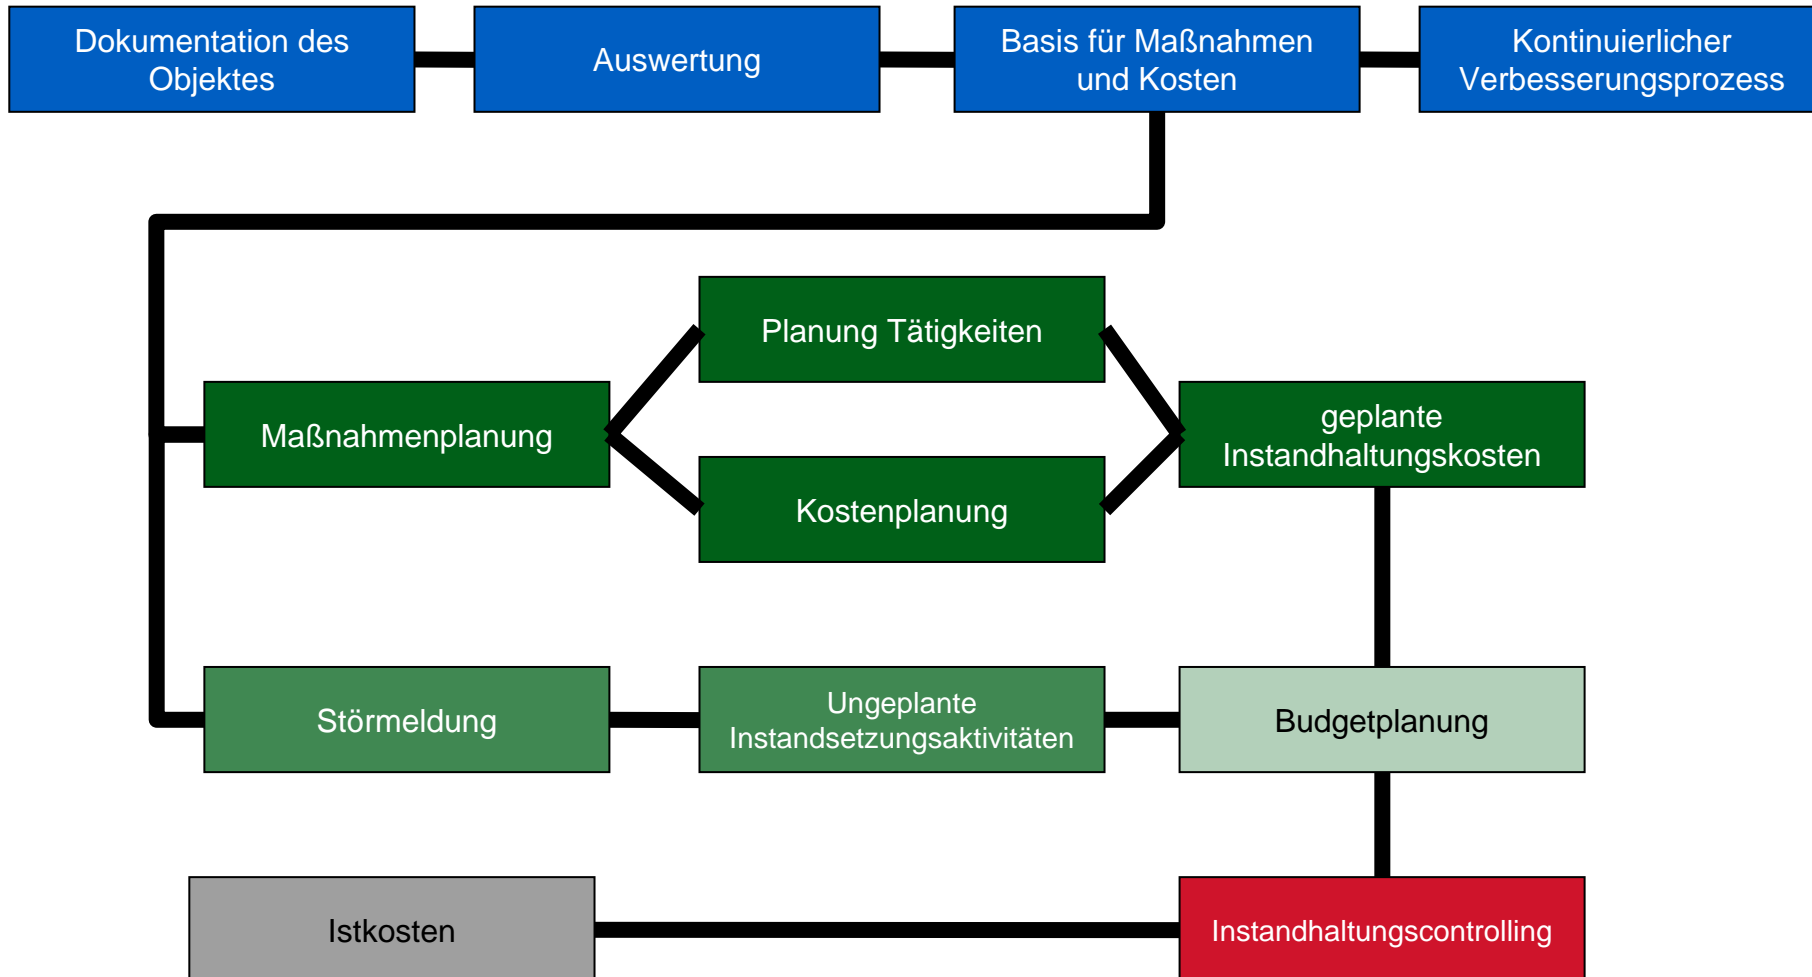 Dokumentation des
Objektes
Auswertung
Basis für Maßnahmen
und Kosten
Kontinuierlicher
Verbesserungsprozess
Planung Tätigkeiten
Maßnahmenplanung
geplante
Instandhaltungskosten
Kostenplanung
Störmeldung
Ungeplante
Instandsetzungsaktivitäten
Budgetplanung
Istkosten
Instandhaltungscontrolling